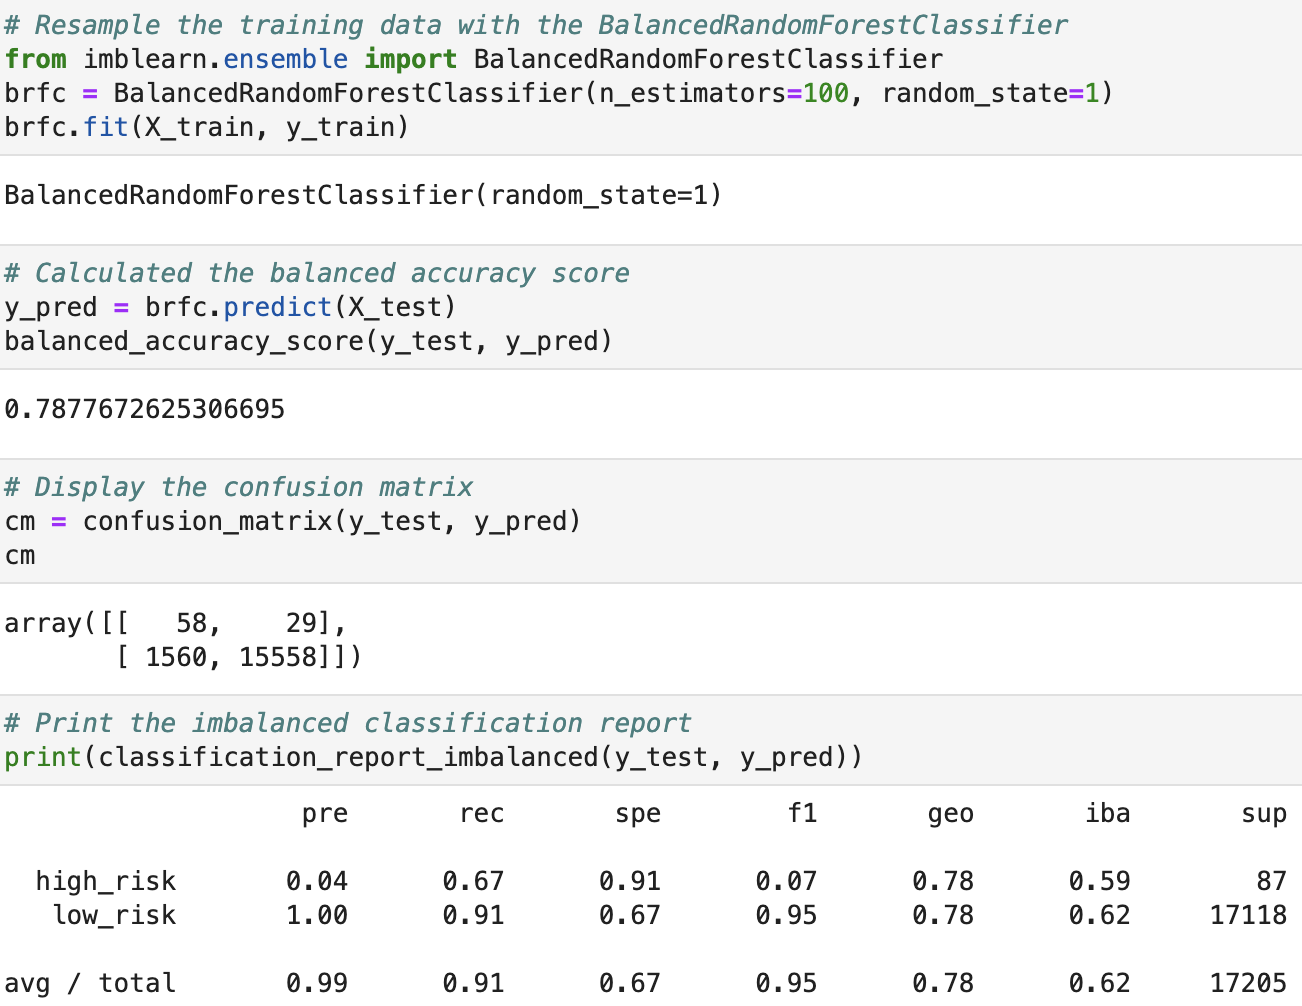 # Resample the training data with the BalancedRandomForestClassifier
from imblearn.ensemble import BalancedRandomForestClassifier
brfc = BalancedRandomForestClassifier(n_estimators=100, random_state=1)
brfc.fit(X_train, y_train)
BalancedRandomForestClassifier(random_state=1)
# Calculated the balanced accuracy score
y_pred = brfc.predict(X_test)
balanced_accuracy_score(y_test, y_pred)
0.7877672625306695
# Display the confusion matrix
cm = confusion_matrix(y_test, y_pred)
cm
array([[   58,    29],
       [ 1560, 15558]])
# Print the imbalanced classification report
print(classification_report_imbalanced(y_test, y_pred))
                   pre       rec       spe        f1       geo       iba       sup
  high_risk       0.04      0.67      0.91      0.07      0.78      0.59        87
   low_risk       1.00      0.91      0.67      0.95      0.78      0.62     17118
avg / total       0.99      0.91      0.67      0.95      0.78      0.62     17205